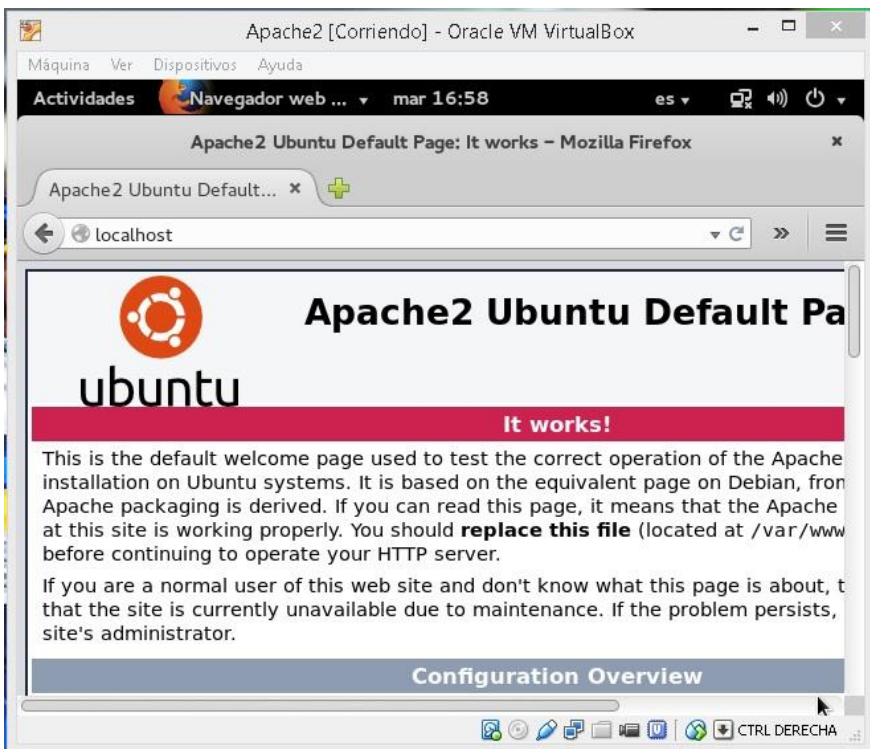 Apache2 [Corriendo] - Oracle VM VirtualBox
Máquina Ver Dispositivos Ayuda
Actividades Navegador web ... mar 16:58 es
Apache2 Ubuntu Default Page: It works – Mozilla Firefox
Apache2 Ubuntu Default...
localhost
Apache2 Ubuntu Default Pa
ubuntu
It works!
This is the default welcome page used to test the correct operation of the Apache
installation on Ubuntu systems. It is based on the equivalent page on Debian, from
Apache packaging is derived. If you can read this page, it means that the Apache
at this site is working properly. You should replace this file (located at /var/www
before continuing to operate your HTTP server.
If you are a normal user of this web site and don't know what this page is about, t
that the site is currently unavailable due to maintenance. If the problem persists,
site's administrator.
Configuration Overview
CTRL DERECHA